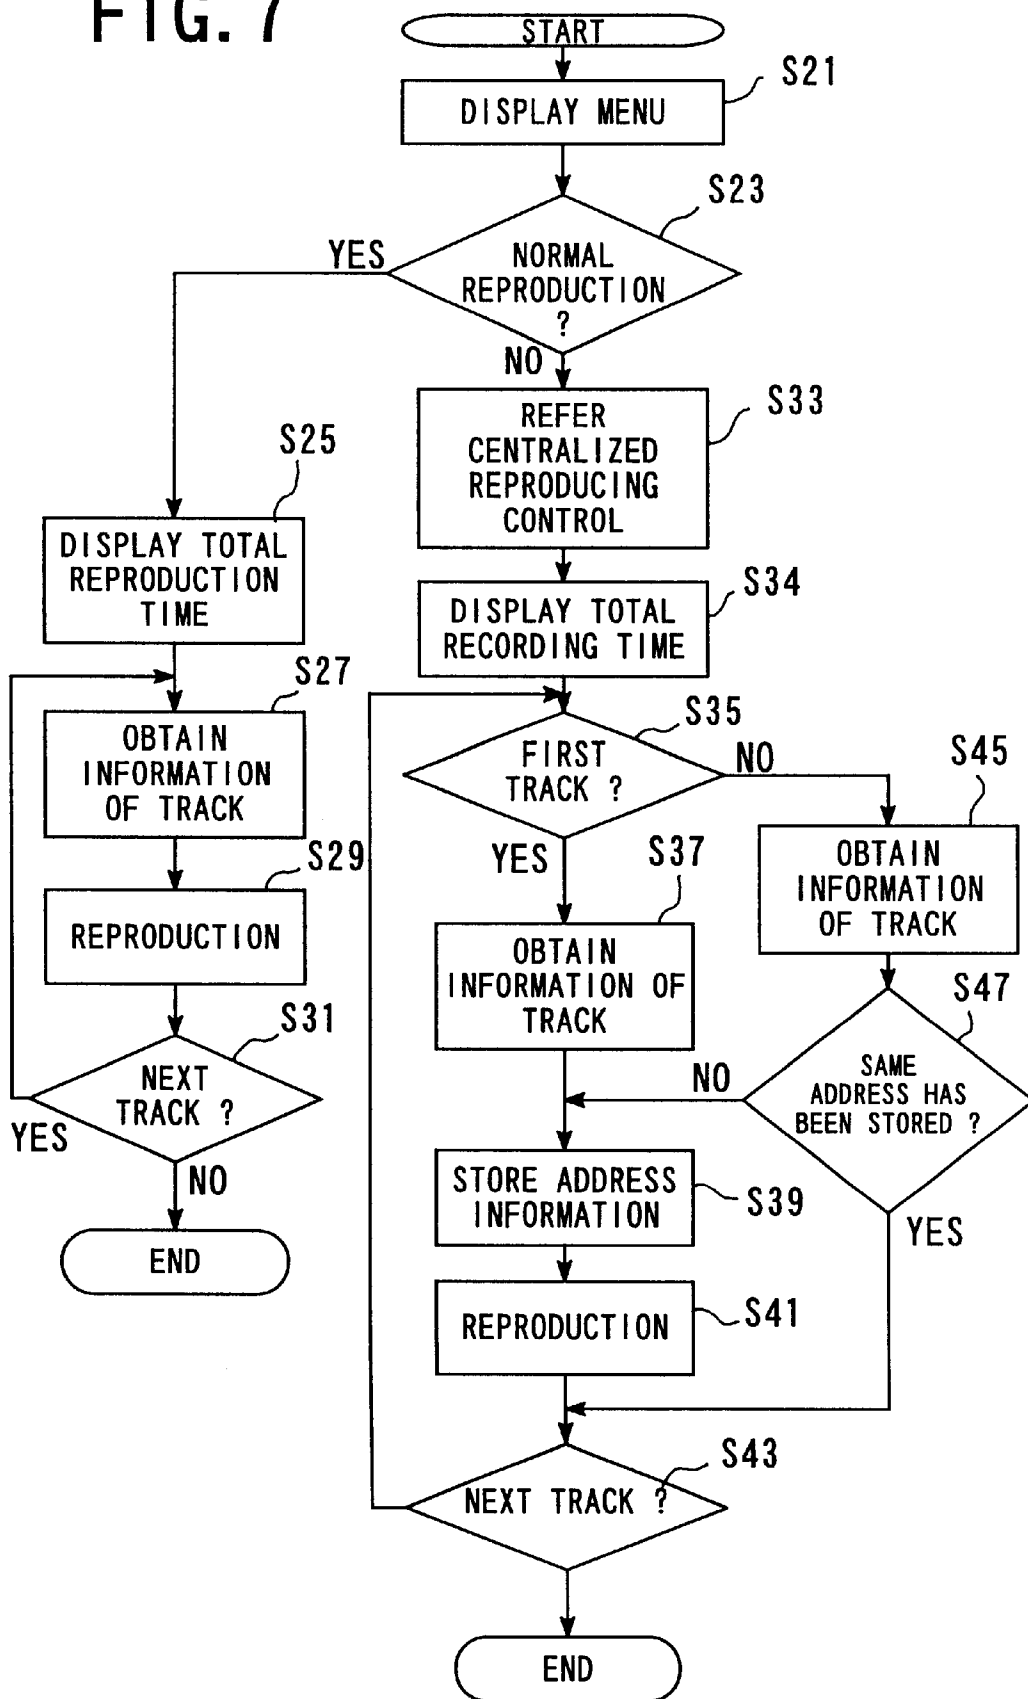 FIG. 7
START
S21
DISPLAY MENU
S23
YES
NORMAL
REPRODUCTION
?
NO
S33
REFER
CENTRALIZED
REPRODUCING
CONTROL
S25
DISPLAY TOTAL
REPRODUCTION
TIME
S34
DISPLAY TOTAL
RECORDING TIME
S27
OBTAIN
INFORMATION
OF TRACK
S35
FIRST
TRACK ?
NO
YES
S45
OBTAIN
INFORMATION
OF TRACK
S29
REPRODUCTION
S37
OBTAIN
INFORMATION OF
TRACK
S31
NEXT
TRACK ?
YES
NO
END
S47
SAME
ADDRESS HAS
BEEN STORED ?
NO
YES
STORE ADDRESS
INFORMATION
S39
REPRODUCTION
S41
S43
NEXT TRACK ?
END